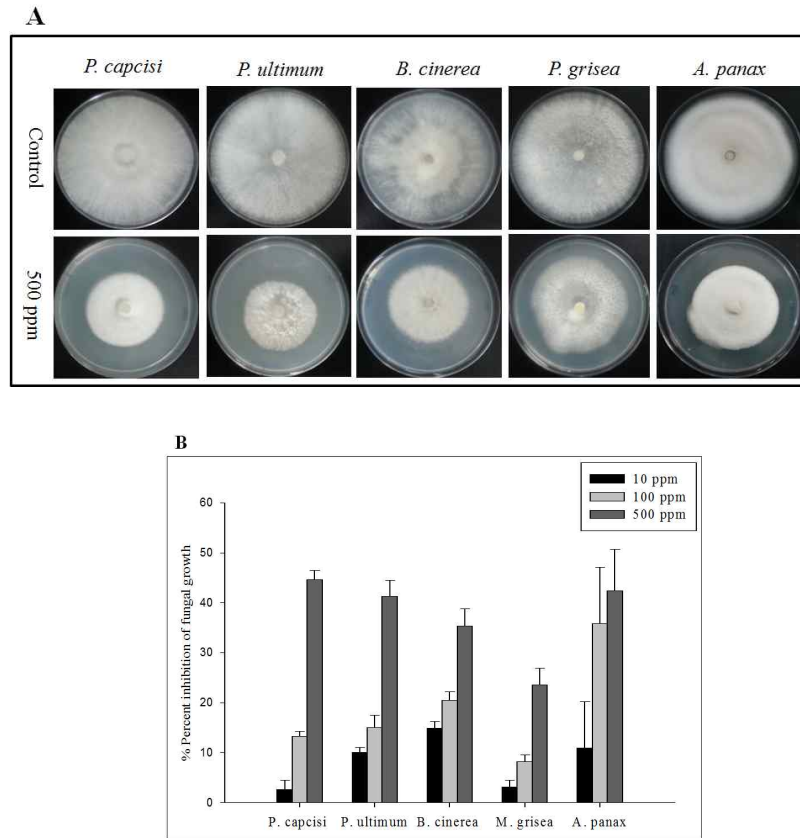 A
P. capcisi P. ultimum B. cinerea P. grisea A. panax
Control
500 ppm
B
10 ppm
100 ppm
500 ppm
% Percent inhibition of fungal growth
60
50
40
30
20
10
0
P. capcisi P. ultimum B. cinerea M. grisea A. panax